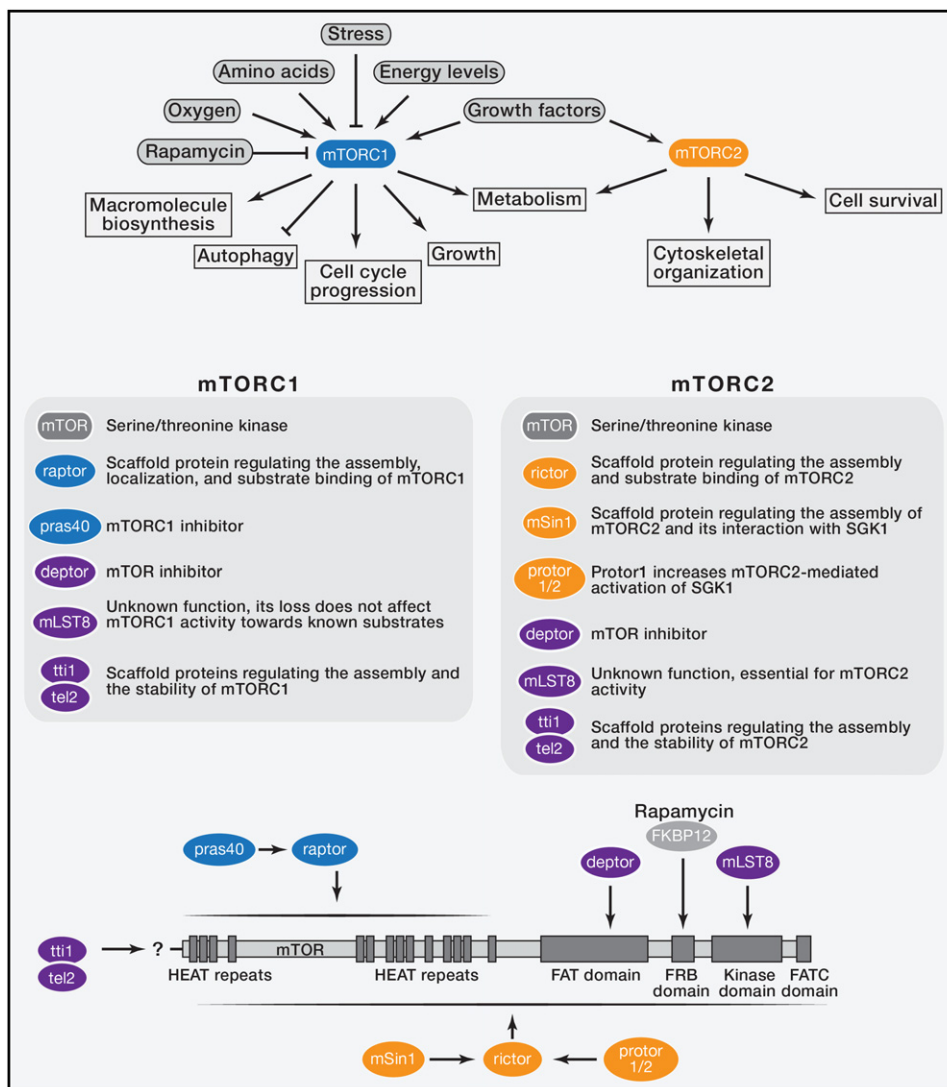 Stress
Amino acids
Energy levels
Oxygen
Growth factors
Rapamycin
mTORC1
mTORC2
Macromolecule
biosynthesis
Autophagy
Cell cycle
progression
Growth
Metabolism
Cytoskeletal
organization
Cell survival
mTORC1
mTOR
Serine/threonine kinase
raptor
Scaffold protein regulating the assembly,
localization, and substrate binding of mTORC1
pras40
mTORC1 inhibitor
deptor
mTOR inhibitor
mLST8
Unknown function, its loss does not affect
mTORC1 activity towards known substrates
tti1
tel2
Scaffold proteins regulating the assembly and
the stability of mTORC1
mTORC2
mTOR
Serine/threonine kinase
rictor
Scaffold protein regulating the assembly
and substrate binding of mTORC2
mSin1
Scaffold protein regulating the assembly of
mTORC2 and its interaction with SGK1
protor
1/2
Protor1 increases mTORC2-mediated
activation of SGK1
deptor
mTOR inhibitor
mLST8
Unknown function, essential for mTORC2
activity
tti1
tel2
Scaffold proteins regulating the assembly
and the stability of mTORC2
Rapamycin
FKBP12
pras40
raptor
deptor
mLST8
tti1
tel2
?
mTOR
HEAT repeats
HEAT repeats
FAT domain
FRB
domain
Kinase
domain
FATC
domain
mSin1
rictor
protor
1/2